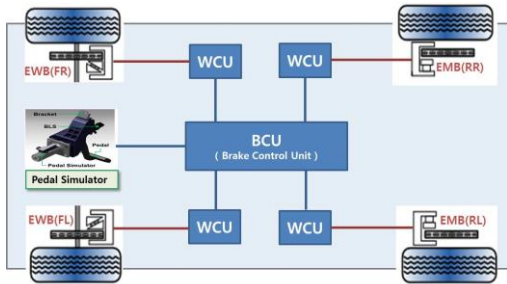 EWB(FR)
WCU
WCU
EMB(RR)
Bracket
BLS
Pedal
Pedal Simulator
Pedal Simulator
BCU
( Brake Control Unit )
EWB(FL)
WCU
WCU
EMB(RL)